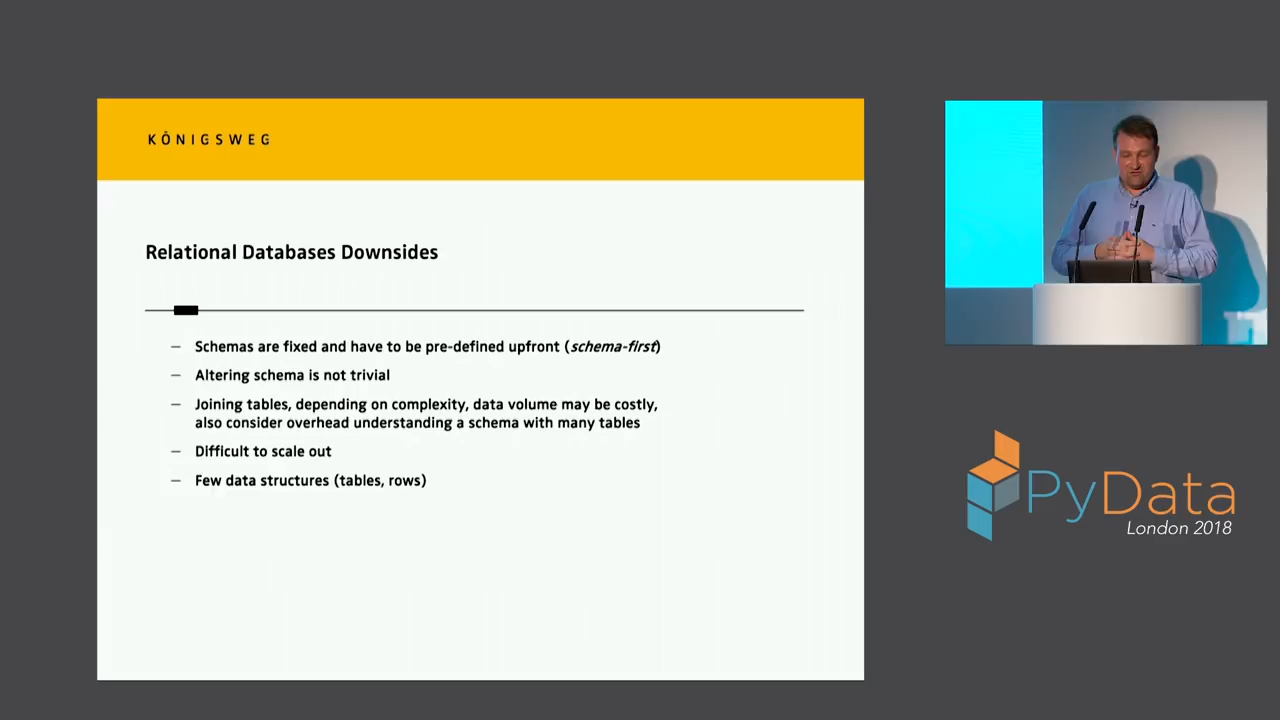 KÖNIGSWEG
Relational Databases Downsides
– Schemas are fixed and have to be pre-defined upfront (schema-first)
– Altering schema is not trivial
– Joining tables, depending on complexity, data volume may be costly,
also consider overhead understanding a schema with many tables
– Difficult to scale out
– Few data structures (tables, rows)
PyData
London 2018